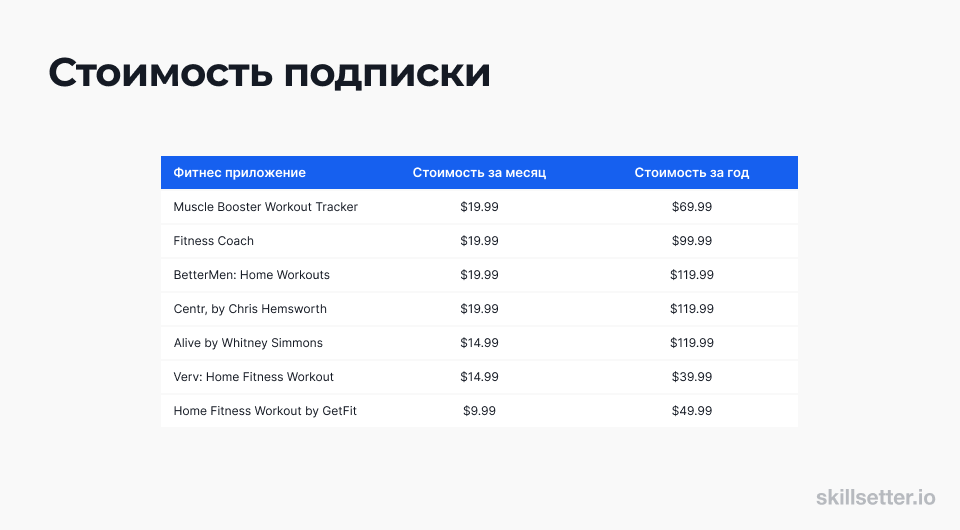 Стоимость подписки
Фитнес приложение Стоимость за месяц Стоимость за год
Muscle Booster Workout Tracker $19.99 $69.99
Fitness Coach $19.99 $99.99
BetterMen: Home Workouts $19.99 $119.99
Centr, by Chris Hemsworth $19.99 $119.99
Alive by Whitney Simmons $14.99 $119.99
Verv: Home Fitness Workout $14.99 $39.99
Home Fitness Workout by GetFit $9.99 $49.99
skillsetter.io